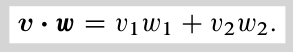 v · w = v₁w₁ + v₂w₂.